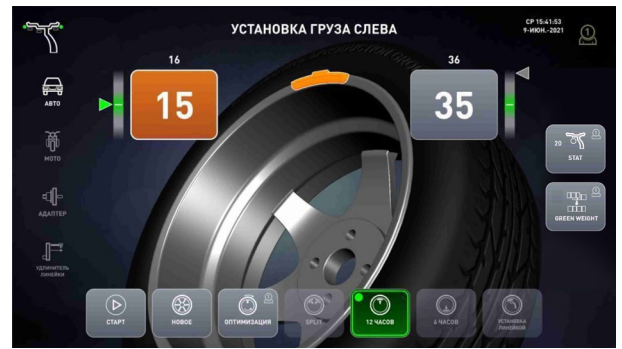 УСТАНОВКА ГРУЗА СЛЕВА
СР 15:41:53
9-ИЮН.-2021
1
16
36
15
35
АВТО
МОТО
АДАПТЕР
УДЛИНИТЕЛЬ
ЛИНЕЙКИ
20
STAT
GREEN WEIGHT
СТАРТ
НОВОЕ
ОПТИМИЗАЦИЯ
SPLIT
12 ЧАСОВ
6 ЧАСОВ
УСТАНОВКА
ЛИНЕЙКОЙ